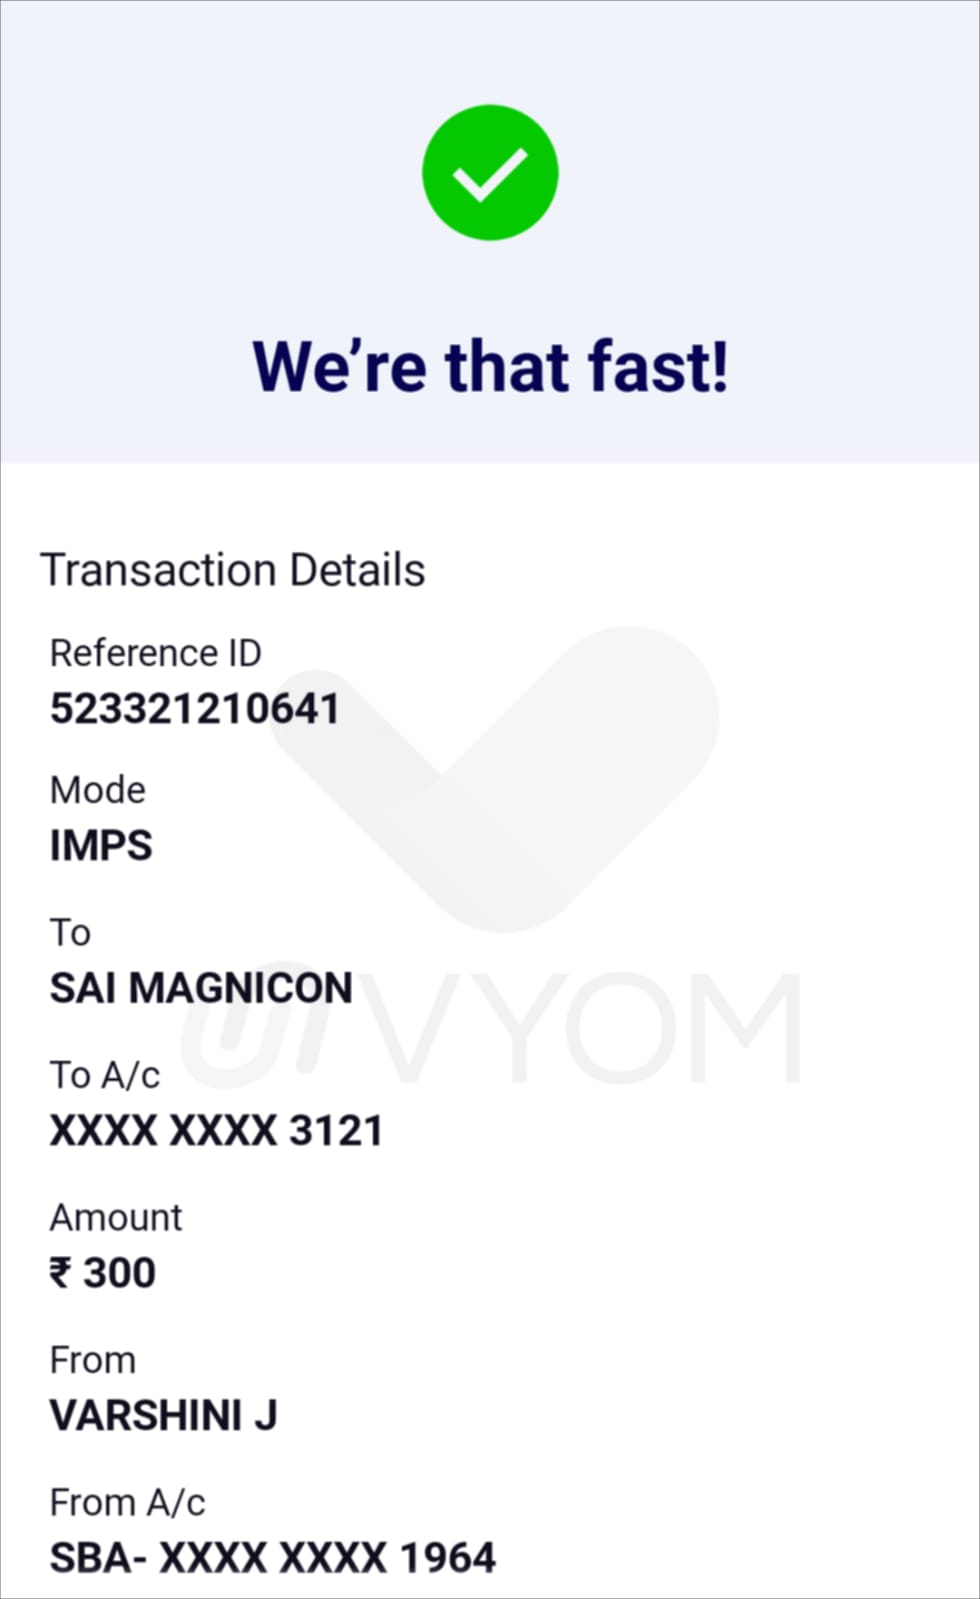 We’re that fast!
Transaction Details
Reference ID
523321210641
Mode
IMPS
To
SAI MAGNICON
VYOM
To A/c
XXXX XXXX 3121
Amount
₹ 300
From
VARSHINI J
From A/c
SBA- XXXX XXXX 1964